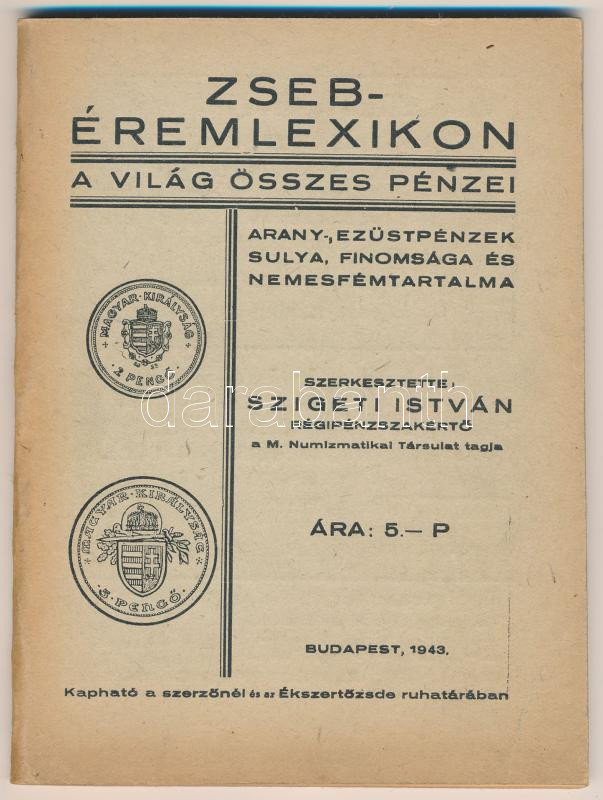 ZSEB-
ÉREMLEXIKON
A VILÁG ÖSSZES PÉNZEI
ARANY-, EZÜSTPÉNZEK
SULYA, FINOMSÁGA ÉS
NEMESFÉMTARTALMA
MAGYAR·KIRÁLYSÁG
·2 PENGŐ·
SZERKESZTETTE:
SZIGETI ISTVÁN
RÉGIPÉNZSZAKÉRTŐ
a M. Numizmatikai Társulat tagja
darabanth
MAGYAR·KIRÁLYSÁG
·5·PENGŐ·
ÁRA: 5.— P
BUDAPEST, 1943.
Kapható a szerzőnél és az Ékszertőzsde ruhatárában